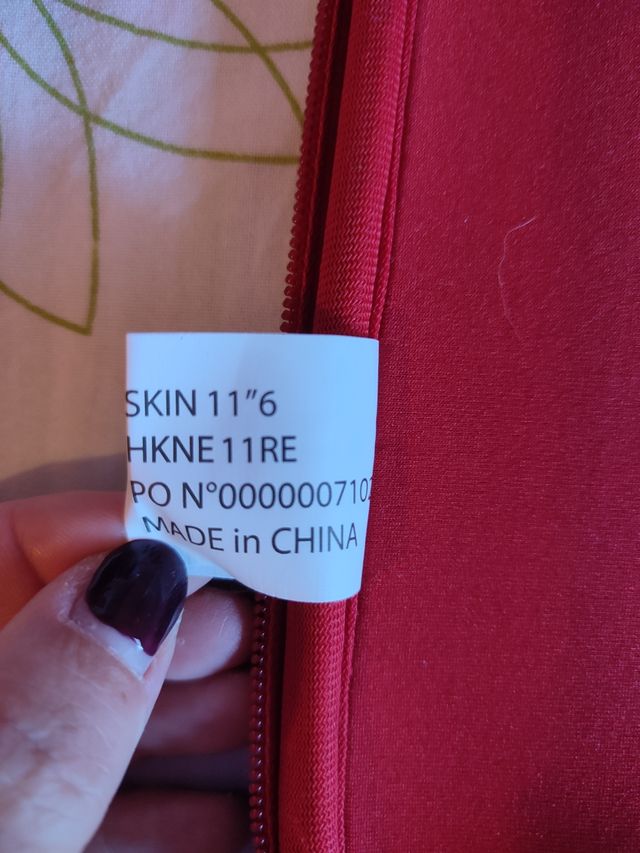 SKIN 11"6
HKNE11RE
PO N°000000710
MADE in CHINA